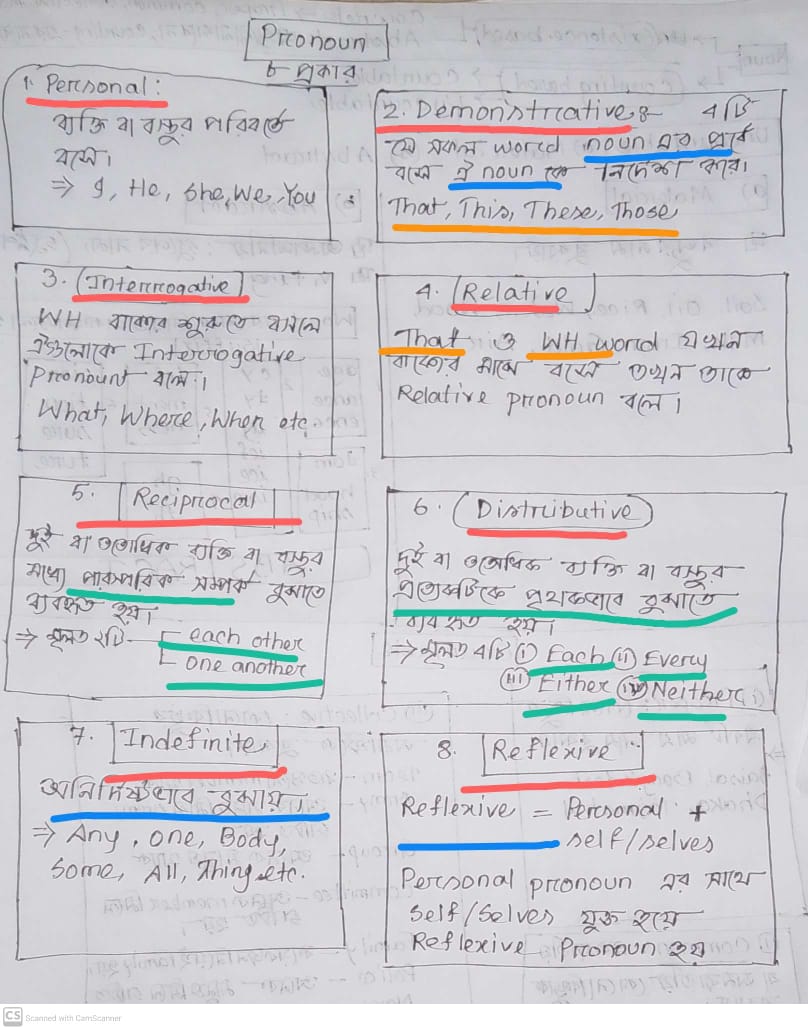 Pronoun
৮ প্রকার
1. Personal:
ব্যক্তি বা বস্তুর পরিবর্তে
বসে।
⇒ I, He, She, We, You
2. Demonstrative: ৪টি
যে সকল world noun এর পূর্বে
বসে ঐ noun কে নির্দেশ করে।
That, This, These, Those
3. Interrogative
WH বাক্যের শুরুতে বসলে
এগুলোকে Interrogative
Pronount বলে।
What, Where, When etc.
4. Relative
That ও WH world যখন
বাক্যের মাঝে বসে তখন তাকে
Relative pronoun বলে।
5. Reciprocal
দুই বা ততোধিক ব্যক্তি বা বস্তুর
মধ্যে পারস্পরিক সম্পর্ক বুঝাতে
ব্যবহৃত হয়।
⇒ মূলত ২টি - each other
one another
6. Distributive
দুই বা ততোধিক ব্যক্তি বা বস্তুর
প্রত্যেকটিকে পৃথকভাবে বুঝাতে
ব্যবহৃত হয়।
⇒ মূলত ৪টি (i) Each (ii) Every
(iii) Either (iv) Neither
7. Indefinite
অনির্দিষ্টভাবে বুঝায়।
⇒ Any, one, Body,
Some, All, Thing etc.
8. Reflexive
Reflexive = Personal +
self/selves
Personal pronoun এর সাথে
self/selves যুক্ত হয়ে
Reflexive Pronoun হয়
CS Scanned with CamScanner